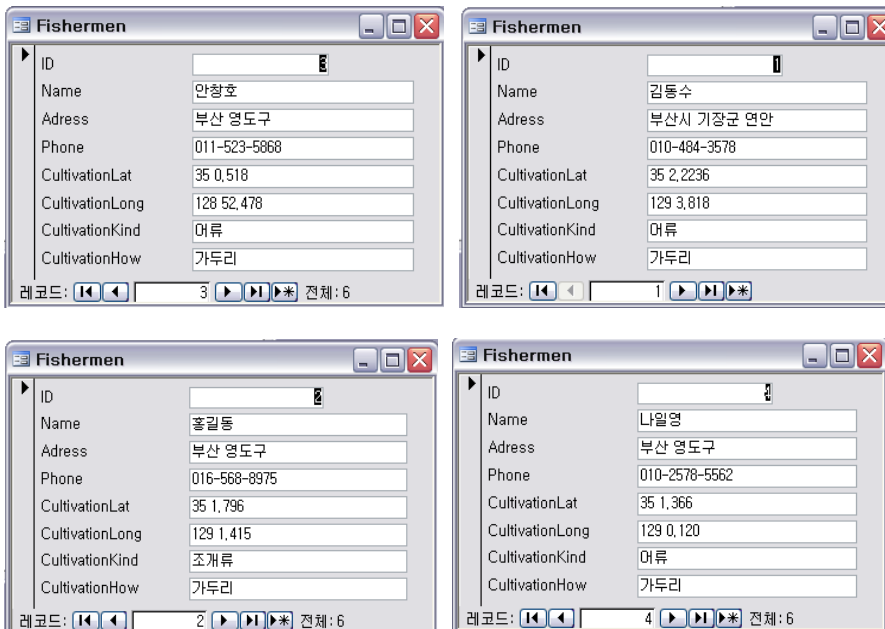 Fishermen
ID 3
Name 안창호
Adress 부산 영도구
Phone 011-523-5868
CultivationLat 35 0,518
CultivationLong 128 52,478
CultivationKind 어류
CultivationHow 가두리
레코드: 3 전체: 6
Fishermen
ID 1
Name 김동수
Adress 부산시 기장군 연안
Phone 010-484-3578
CultivationLat 35 2,2236
CultivationLong 129 3,818
CultivationKind 어류
CultivationHow 가두리
레코드: 1
Fishermen
ID 2
Name 홍길동
Adress 부산 영도구
Phone 016-568-8975
CultivationLat 35 1,796
CultivationLong 129 1,415
CultivationKind 조개류
CultivationHow 가두리
레코드: 2 전체: 6
Fishermen
ID 4
Name 나일영
Adress 부산 영도구
Phone 010-2578-5562
CultivationLat 35 1,366
CultivationLong 129 0,120
CultivationKind 어류
CultivationHow 가두리
레코드: 4 전체: 6